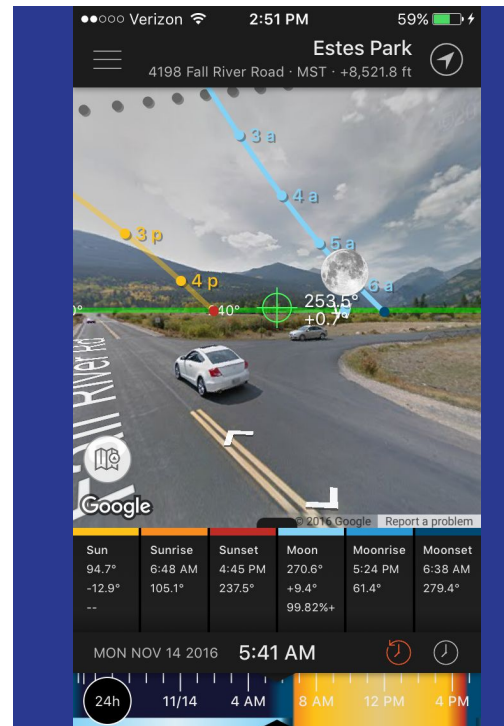 ●●○○○ Verizon 2:51 PM 59%
Estes Park
4198 Fall River Road · MST · +8,521.8 ft
3 a
4 a
3 p
5 a
4 p
6 a
240°
253.5°
+0.7°
Fall River Rd
Google
© 2016 Google Report a problem
Sun Sunrise Sunset Moon Moonrise Moonset
94.7° 6:48 AM 4:45 PM 270.6° 5:24 PM 6:38 AM
-12.9° 105.1° 237.5° +9.4° 61.4° 279.4°
-- 99.82%+
MON NOV 14 2016 5:41 AM
24h 11/14 4 AM 8 AM 12 PM 4 PM